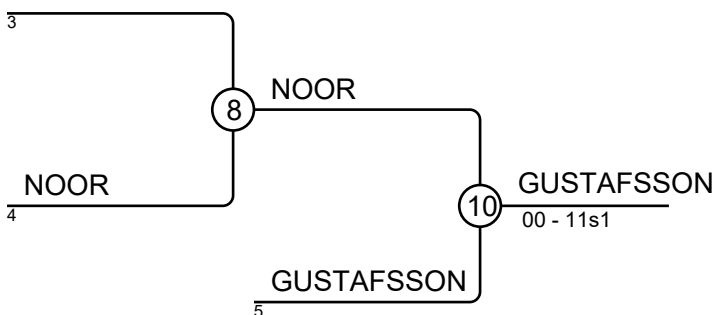 3
NOOR
8
NOOR
4
GUSTAFSSON
10
00 - 11s1
GUSTAFSSON
5